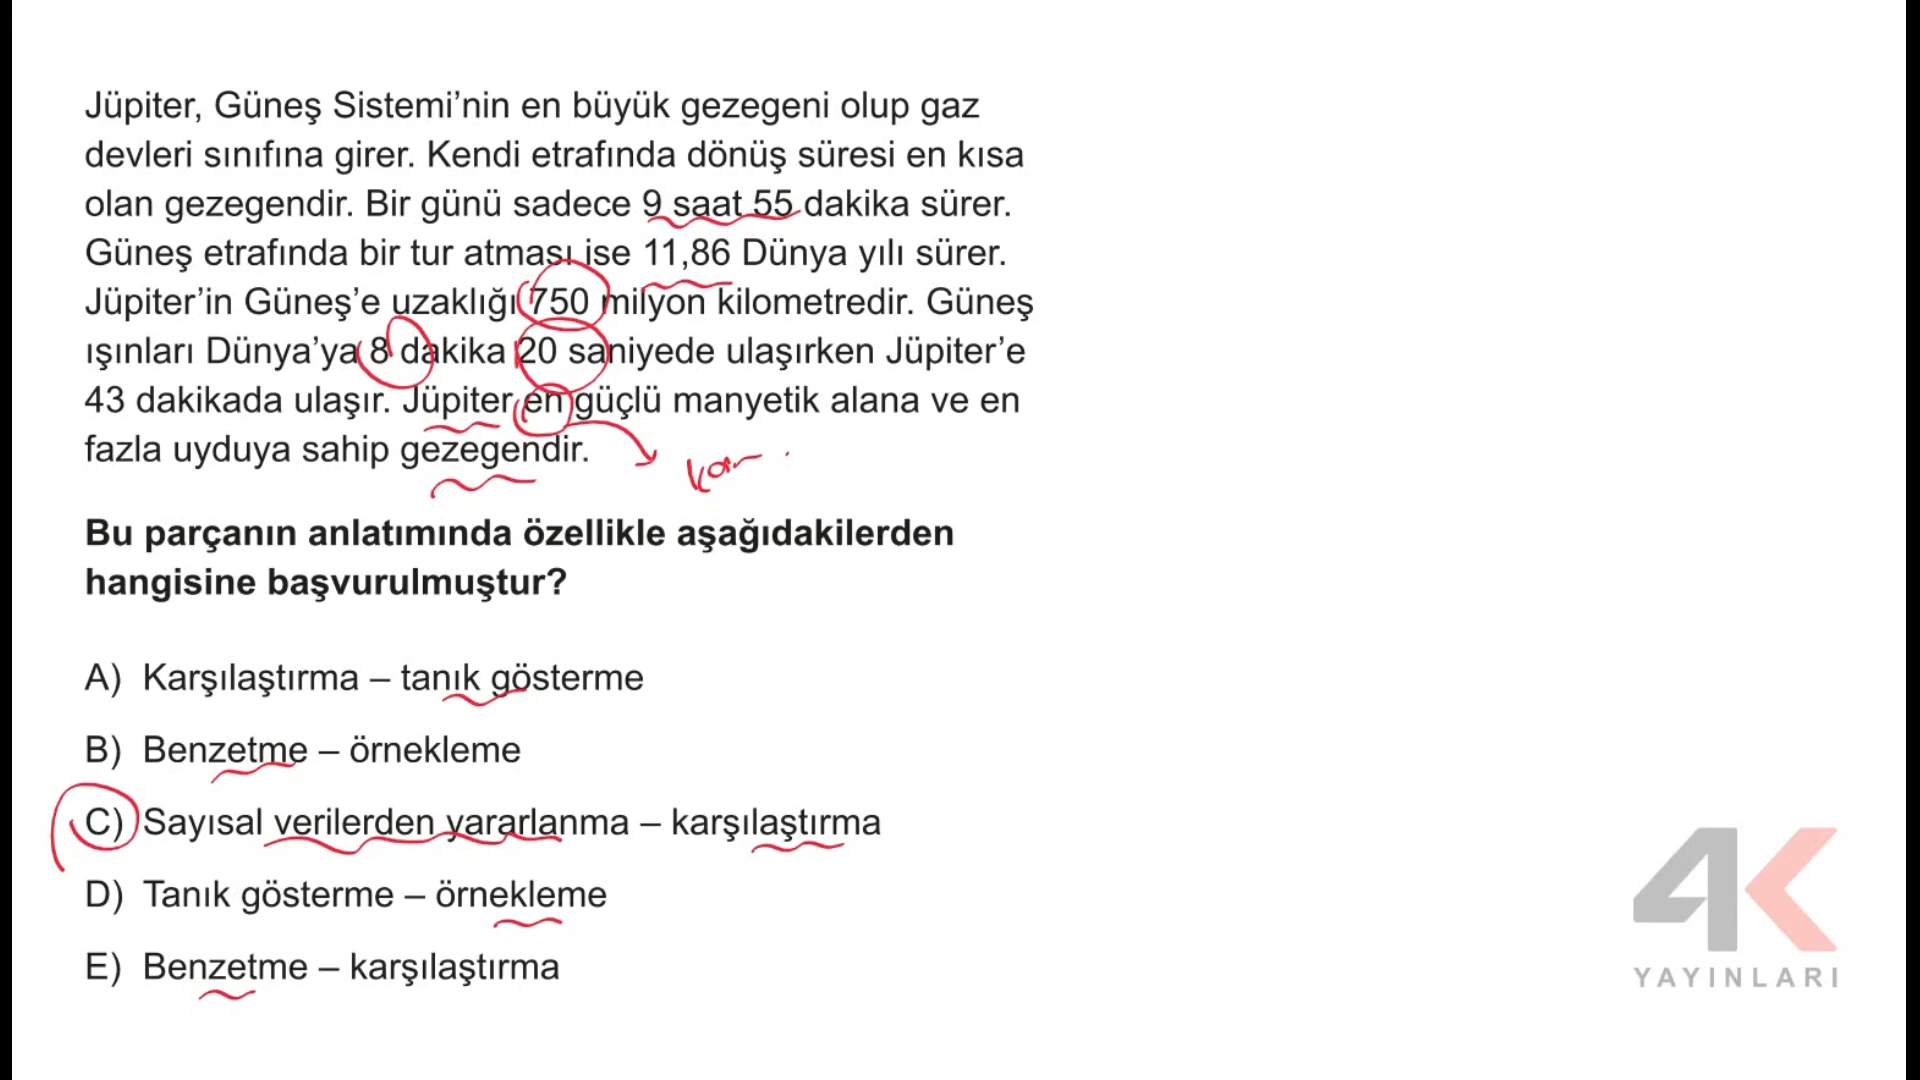 Jüpiter, Güneş Sistemi’nin en büyük gezegeni olup gaz
devleri sınıfına girer. Kendi etrafında dönüş süresi en kısa
olan gezegendir. Bir günü sadece 9 saat 55 dakika sürer.
Güneş etrafında bir tur atması ise 11,86 Dünya yılı sürer.
Jüpiter’in Güneş’e uzaklığı 750 milyon kilometredir. Güneş
ışınları Dünya’ya 8 dakika 20 saniyede ulaşırken Jüpiter’e
43 dakikada ulaşır. Jüpiter en güçlü manyetik alana ve en
fazla uyduya sahip gezegendir.
Bu parçanın anlatımında özellikle aşağıdakilerden
hangisine başvurulmuştur?
A) Karşılaştırma – tanık gösterme
B) Benzetme – örnekleme
C) Sayısal verilerden yararlanma – karşılaştırma
D) Tanık gösterme – örnekleme
E) Benzetme – karşılaştırma
4K
YAYINLARI